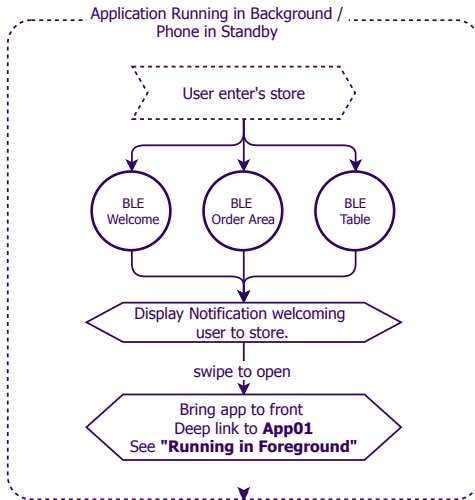 Application Running in Background /
Phone in Standby
User enter's store
BLE
Welcome
BLE
Order Area
BLE
Table
Display Notification welcoming
user to store.
swipe to open
Bring app to front
Deep link to App01
See "Running in Foreground"